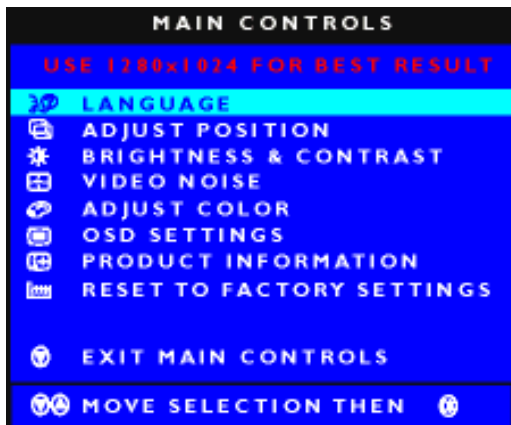 MAIN CONTROLS
USE 1280x1024 FOR BEST RESULT
LANGUAGE
ADJUST POSITION
BRIGHTNESS & CONTRAST
VIDEO NOISE
ADJUST COLOR
OSD SETTINGS
PRODUCT INFORMATION
RESET TO FACTORY SETTINGS
EXIT MAIN CONTROLS
MOVE SELECTION THEN